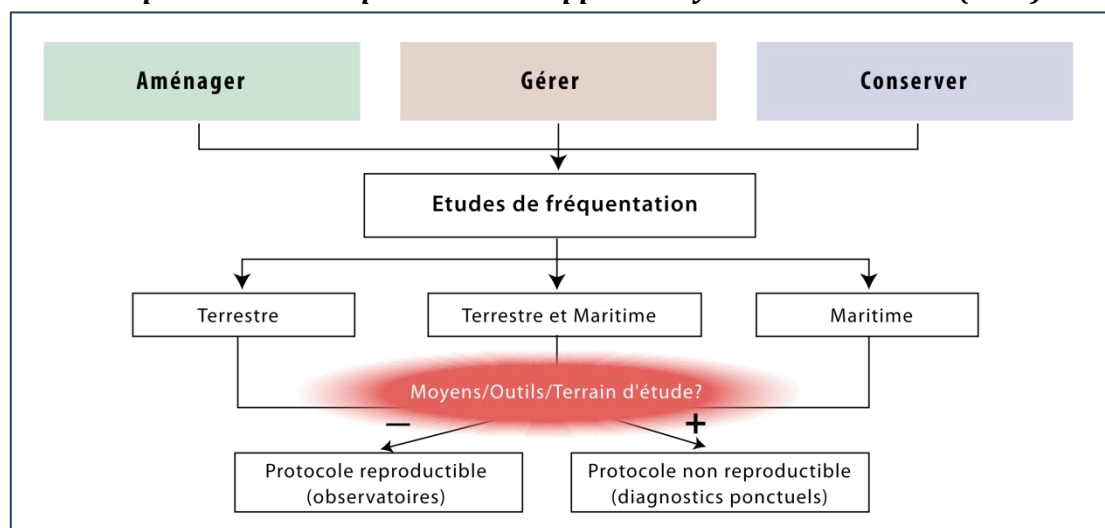 Aménager
Gérer
Conserver
Etudes de fréquentation
Terrestre
Terrestre et Maritime
Maritime
Moyens/Outils/Terrain d'étude?
–
+
Protocole reproductible
(observatoires)
Protocole non reproductible
(diagnostics ponctuels)